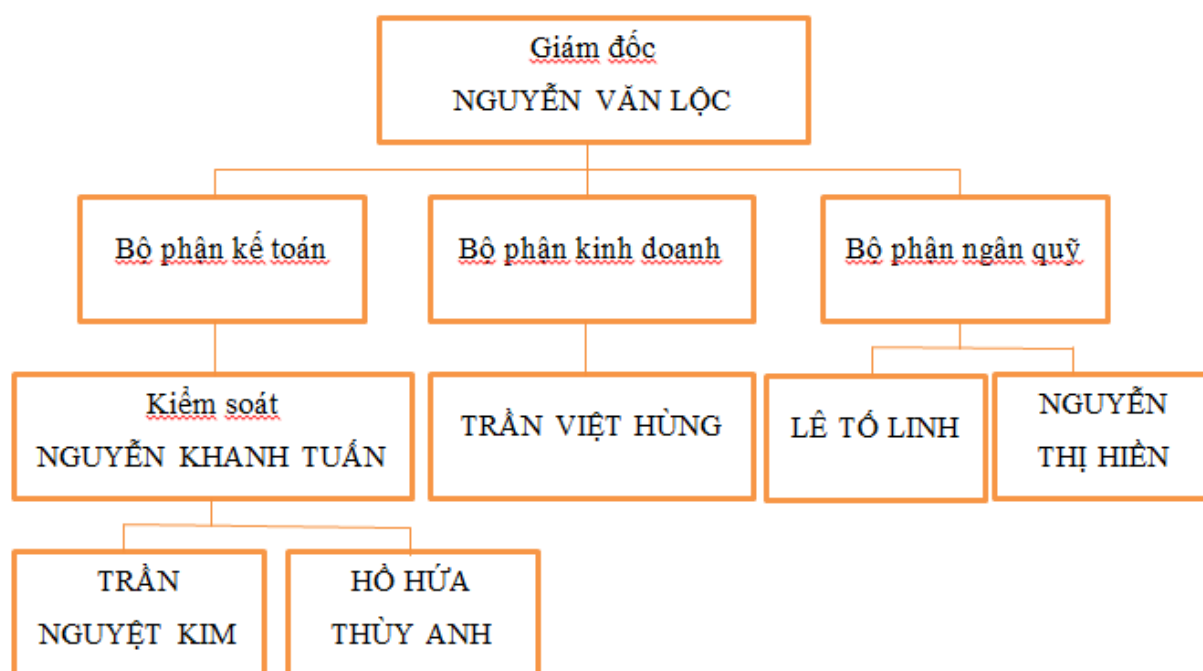 Giám đốc
NGUYỄN VĂN LỘC
Bộ phận kế toán
Bộ phận kinh doanh
Bộ phận ngân quỹ
Kiểm soát
NGUYỄN KHANH TUẤN
TRẦN VIỆT HÙNG
LÊ TỐ LINH
NGUYỄN
THỊ HIỀN
TRẦN
NGUYỆT KIM
HỒ HỨA
THÙY ANH